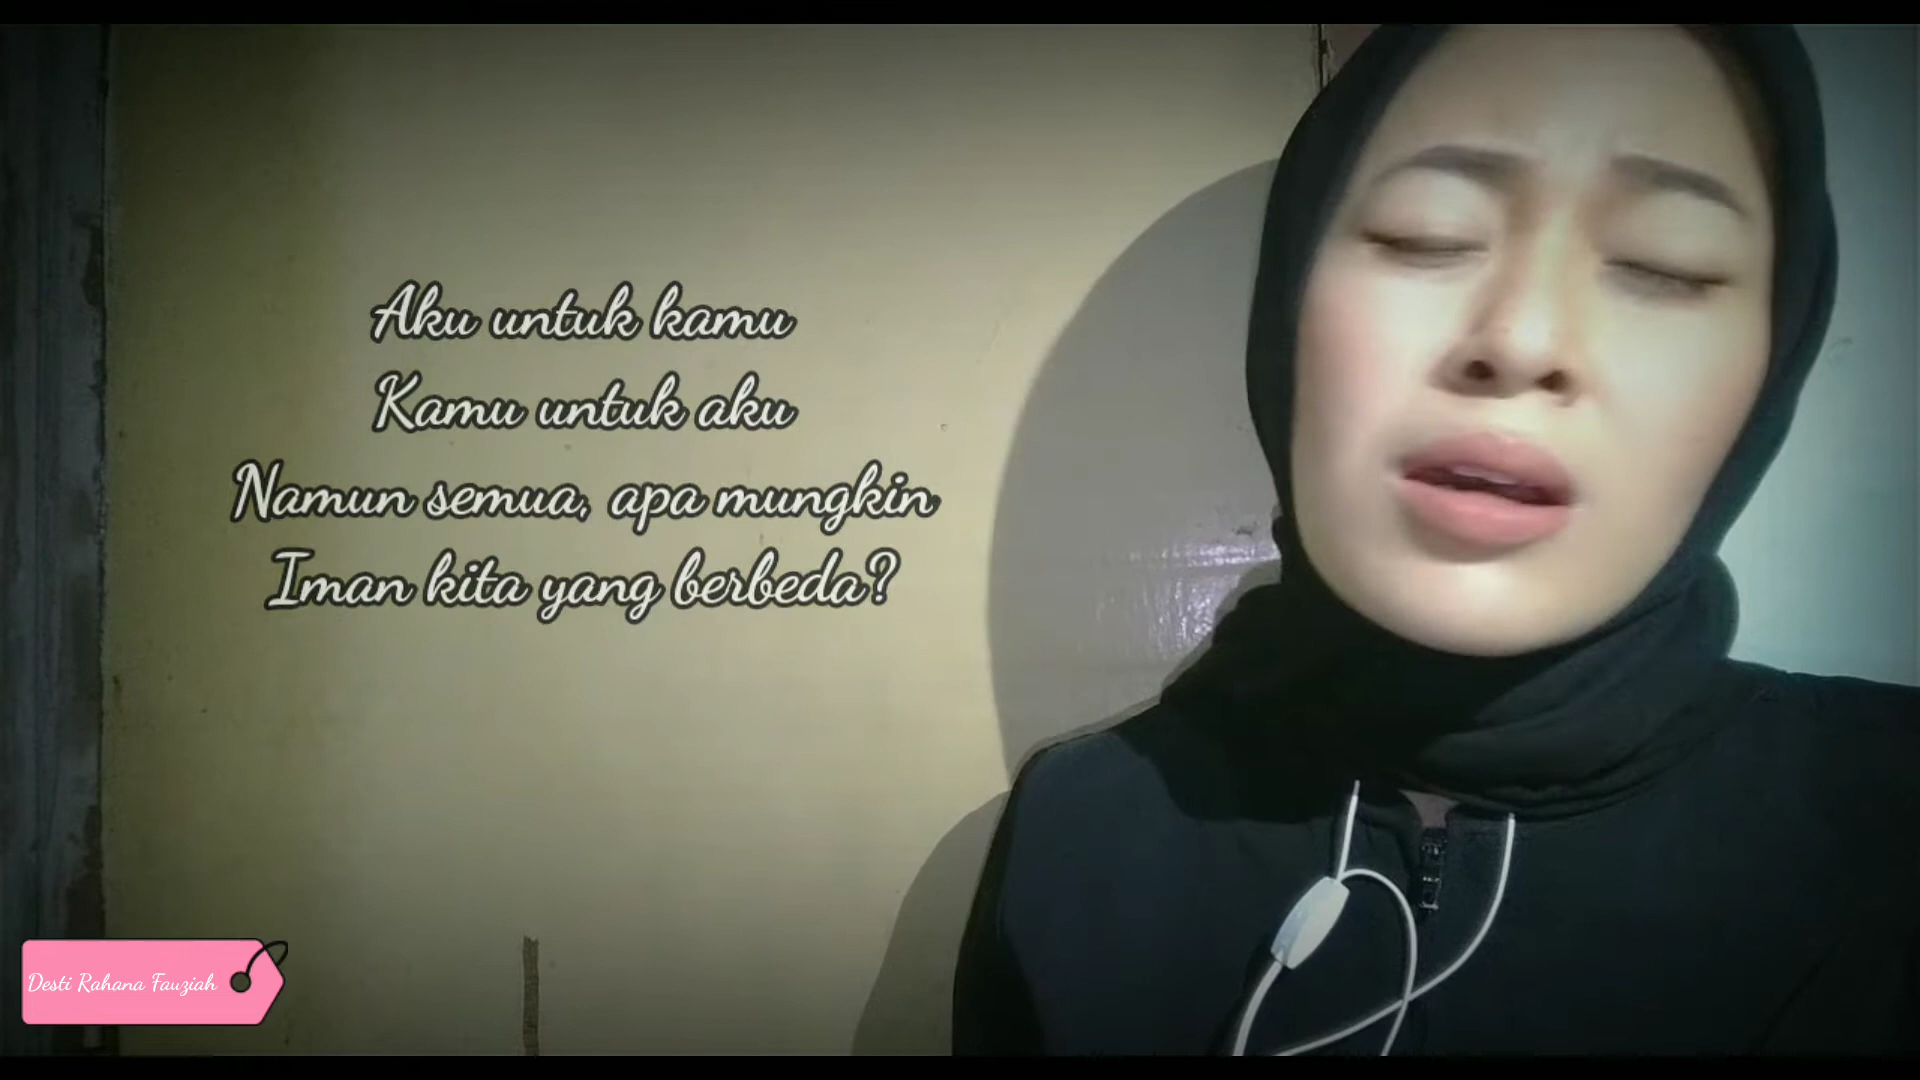 Aku untuk kamu
Kamu untuk aku
Namun semua, apa mungkin
Iman kita yang berbeda?
Desti Rahana Fauziah